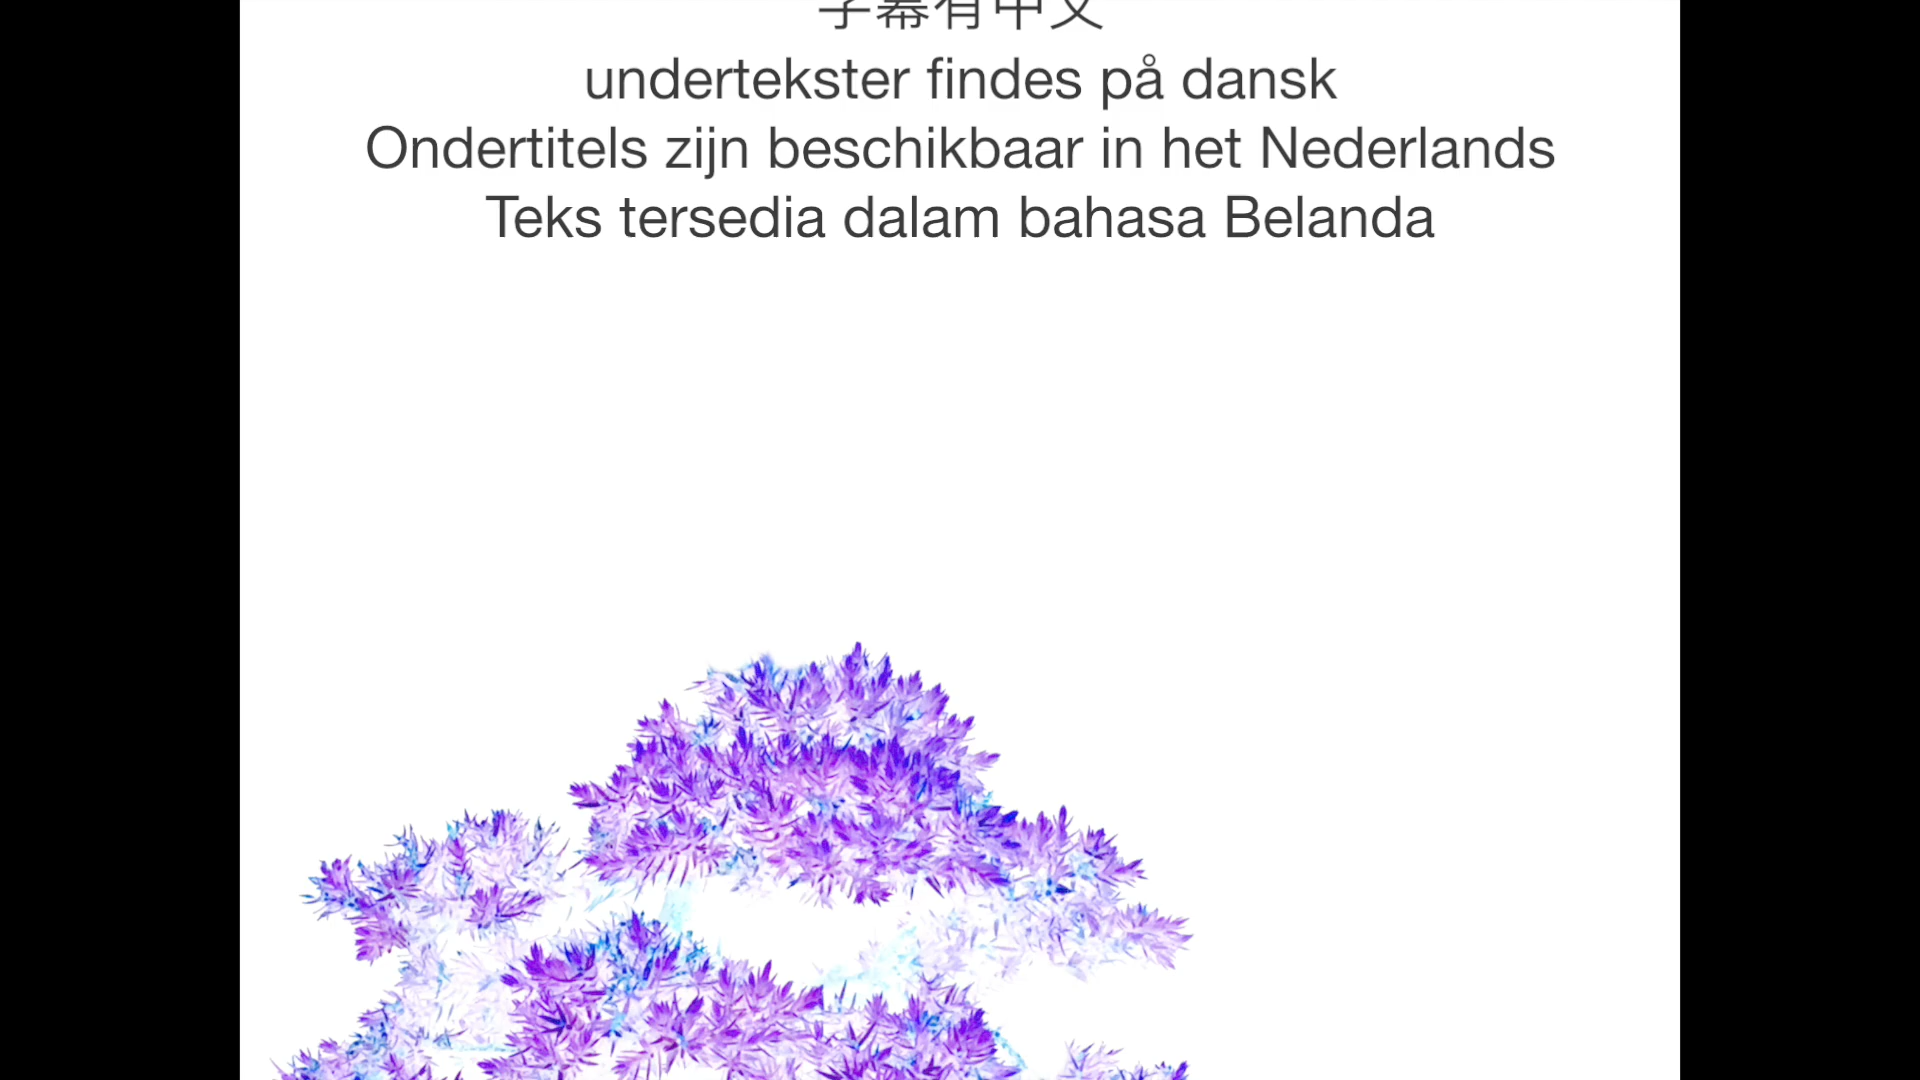 字幕有中文
undertekster findes på dansk
Ondertitels zijn beschikbaar in het Nederlands
Teks tersedia dalam bahasa Belanda